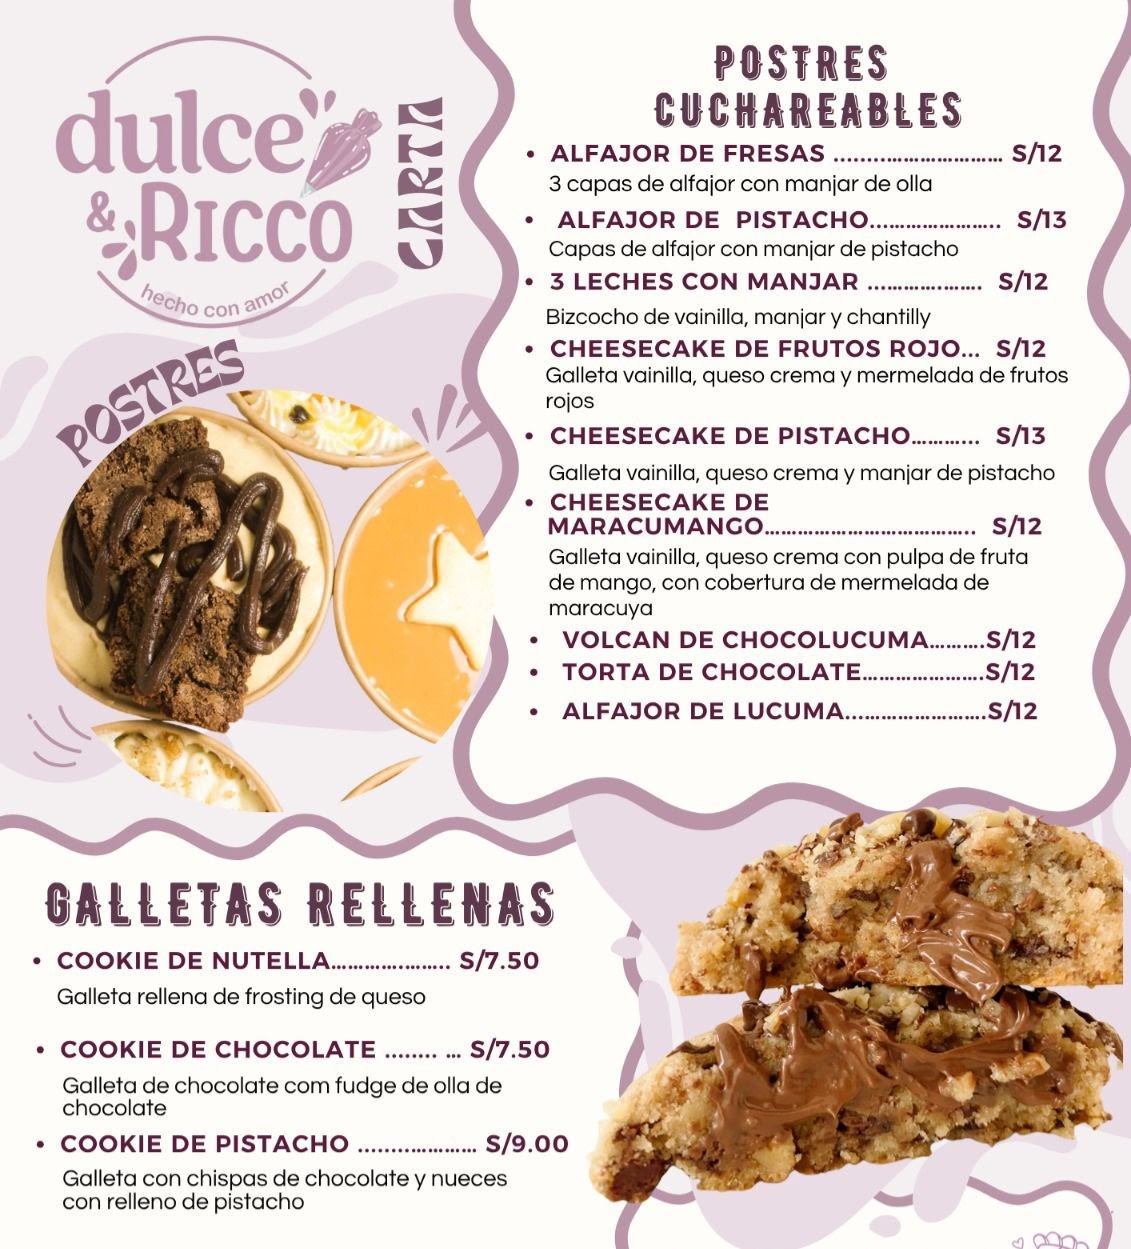 dulce
& RICCO
hecho con amor
CARTA
POSTRES
POSTRES
CUCHAREABLES
• ALFAJOR DE FRESAS ........………………… S/12
3 capas de alfajor con manjar de olla
• ALFAJOR DE PISTACHO...……………….. S/13
Capas de alfajor con manjar de pistacho
• 3 LECHES CON MANJAR ...……….……. S/12
Bizcocho de vainilla, manjar y chantilly
• CHEESECAKE DE FRUTOS ROJO... S/12
Galleta vainilla, queso crema y mermelada de frutos
rojos
• CHEESECAKE DE PISTACHO………... S/13
Galleta vainilla, queso crema y manjar de pistacho
• CHEESECAKE DE
MARACUMANGO……………………………….. S/12
Galleta vainilla, queso crema con pulpa de fruta
de mango, con cobertura de mermelada de
maracuya
• VOLCAN DE CHOCOLUCUMA……...S/12
• TORTA DE CHOCOLATE………………….S/12
• ALFAJOR DE LUCUMA...………………….S/12
GALLETAS RELLENAS
• COOKIE DE NUTELLA………….…….. S/7.50
Galleta rellena de frosting de queso
• COOKIE DE CHOCOLATE ........ ... S/7.50
Galleta de chocolate com fudge de olla de
chocolate
• COOKIE DE PISTACHO ........………… S/9.00
Galleta con chispas de chocolate y nueces
con relleno de pistacho